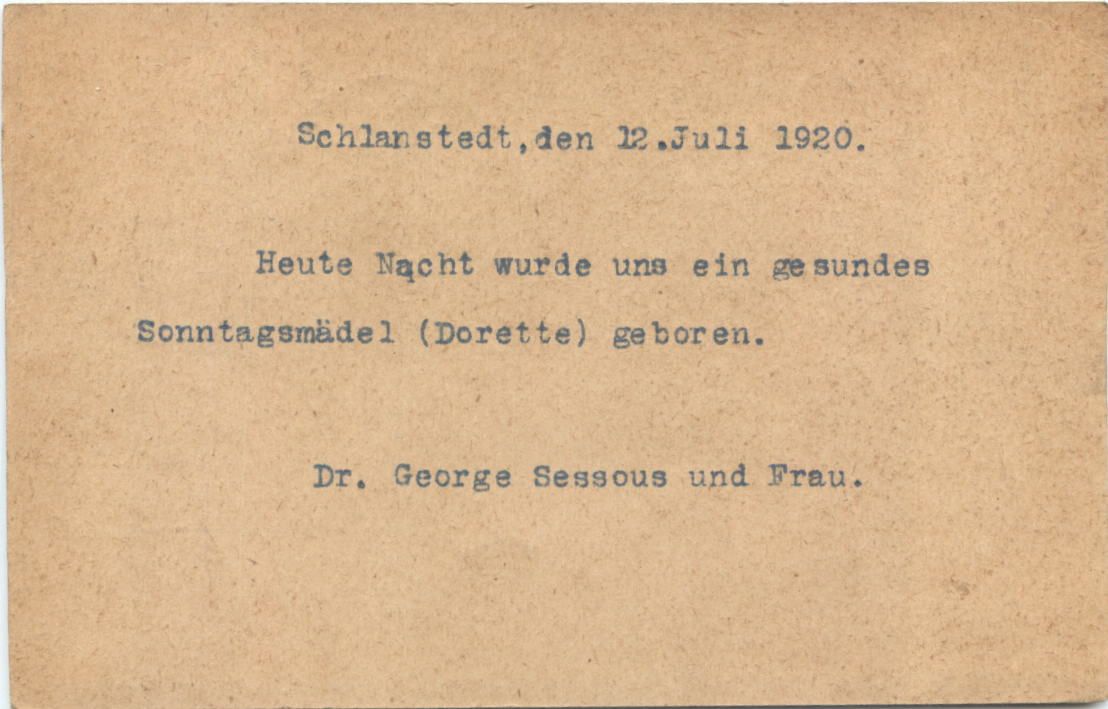 Schlanstedt,den 12.Juli 1920.
Heute Nacht wurde uns ein gesundes
Sonntagsmädel (Dorette) geboren.
Dr. George Sessous und Frau.